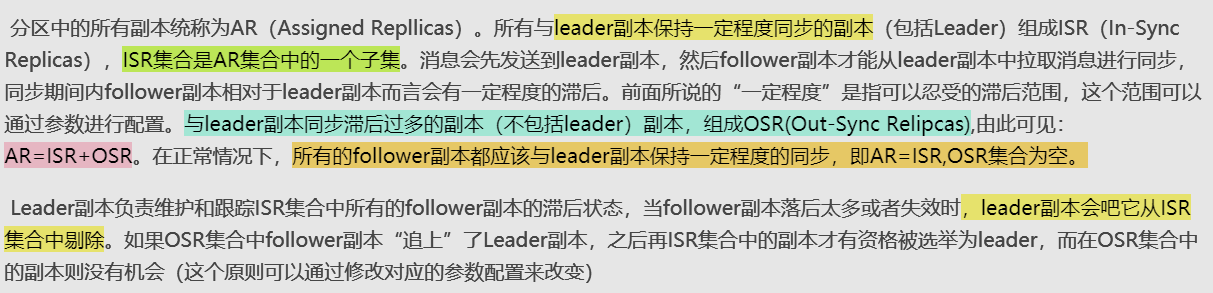 分区中的所有副本统称为AR（Assigned Repllicas）。所有与leader副本保持一定程度同步的副本（包括Leader）组成ISR（In-Sync
Replicas），ISR集合是AR集合中的一个子集。消息会先发送到leader副本，然后follower副本才能从leader副本中拉取消息进行同步，
同步期间内follower副本相对于leader副本而言会有一定程度的滞后。前面所说的“一定程度”是指可以忍受的滞后范围，这个范围可以
通过参数进行配置。与leader副本同步滞后过多的副本（不包括leader）副本，组成OSR(Out-Sync Relipcas),由此可见：
AR=ISR+OSR。在正常情况下，所有的follower副本都应该与leader副本保持一定程度的同步，即AR=ISR,OSR集合为空。
Leader副本负责维护和跟踪ISR集合中所有的follower副本的滞后状态，当follower副本落后太多或者失效时，leader副本会吧它从ISR
集合中剔除。如果OSR集合中follower副本“追上”了Leader副本，之后再ISR集合中的副本才有资格被选举为leader，而在OSR集合中
的副本则没有机会（这个原则可以通过修改对应的参数配置来改变）